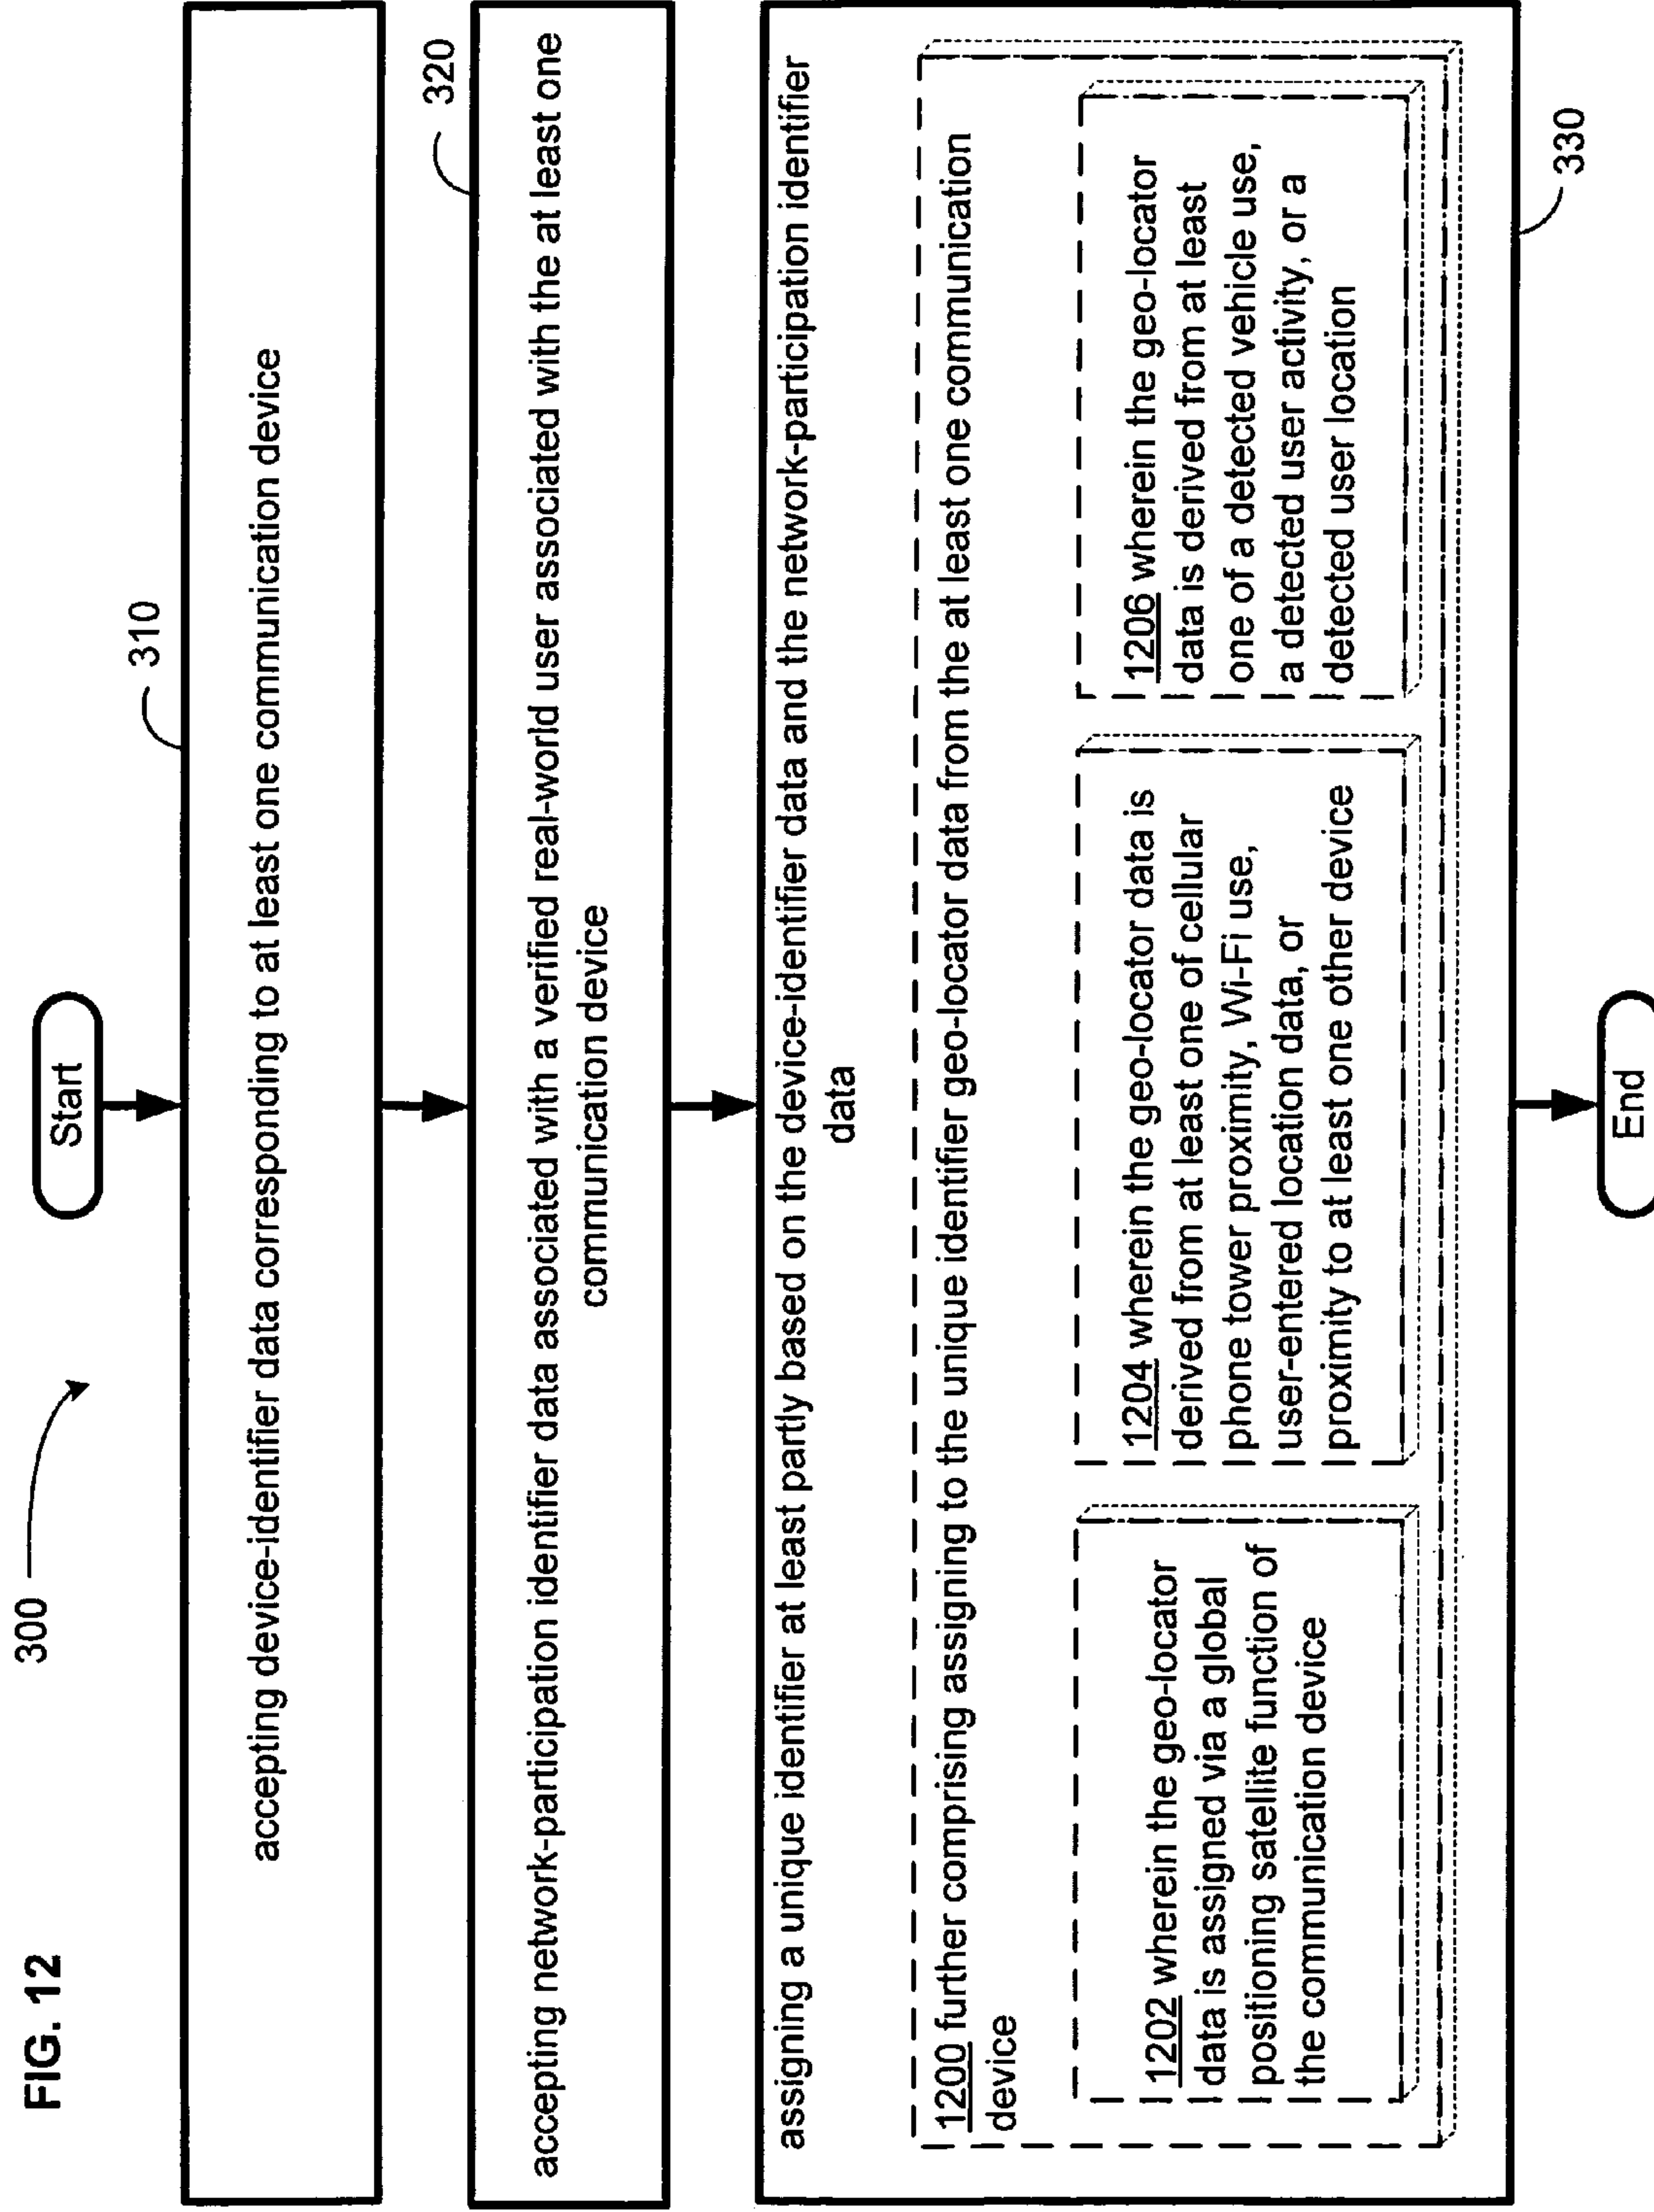 FIG. 12
300
Start
310
accepting device-identifier data corresponding to at least one communication device
320
accepting network-participation identifier data associated with a verified real-world user associated with the at least one
communication device
assigning a unique identifier at least partly based on the device-identifier data and the network-participation identifier
data
1200 further comprising assigning to the unique identifier geo-locator data from the at least one communication
device
1202 wherein the geo-locator
data is assigned via a global
positioning satellite function of
the communication device
1204 wherein the geo-locator data is
derived from at least one of cellular
phone tower proximity, Wi-Fi use,
user-entered location data, or
proximity to at least one other device
1206 wherein the geo-locator
data is derived from at least
one of a detected vehicle use,
a detected user activity, or a
detected user location
330
End